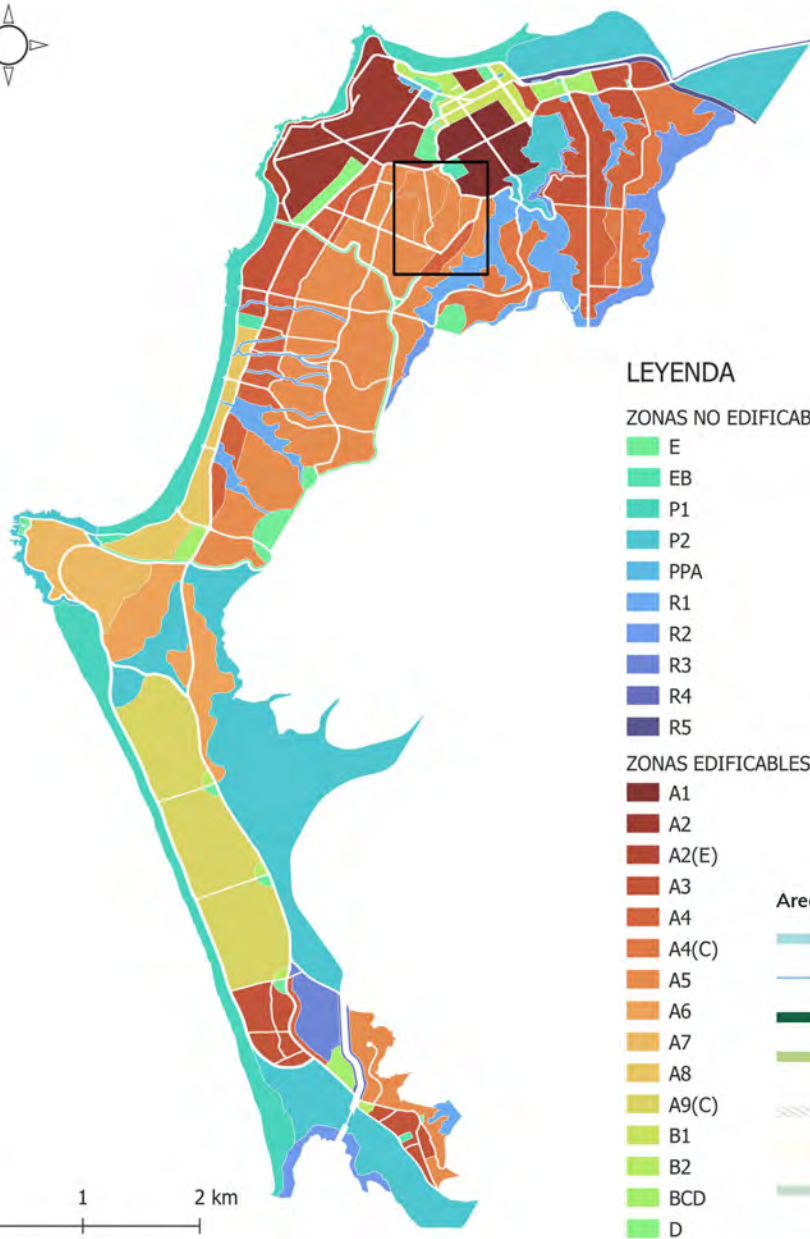 LEYENDA
ZONAS NO EDIFICAB
E
EB
P1
P2
PPA
R1
R2
R3
R4
R5
ZONAS EDIFICABLES
A1
A2
A2(E)
A3
A4
A4(C)
A5
A6
A7
A8
A9(C)
B1
B2
BCD
D
Area
1 2 km